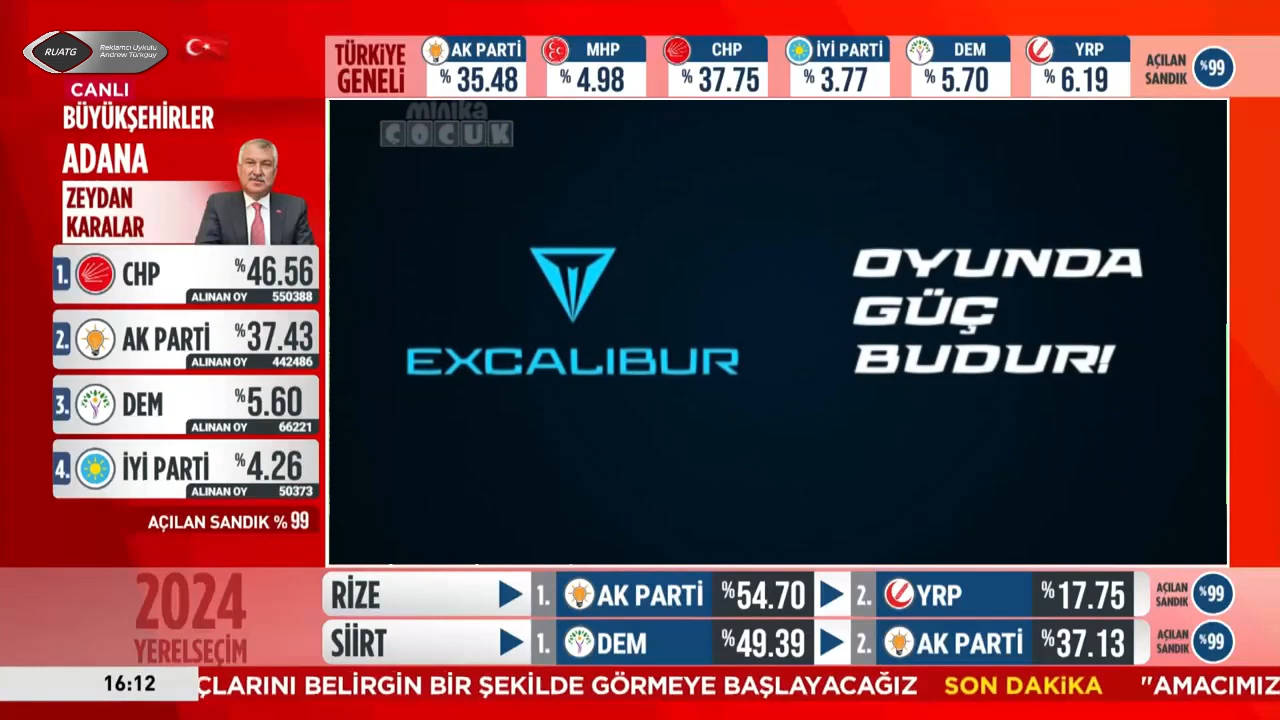 RUATG
Reklamcı Uykulu
Andrew Türkguy
CANLI
BÜYÜKŞEHİRLER
ADANA
ZEYDAN
KARALAR
1. CHP %46.56
ALINAN OY 550388
2. AK PARTİ %37.43
ALINAN OY 442486
3. DEM %5.60
ALINAN OY 66221
4. İYİ PARTİ %4.26
ALINAN OY 50373
AÇILAN SANDIK % 99
TÜRKİYE
GENELİ
AK PARTİ
% 35.48
MHP
% 4.98
CHP
% 37.75
İYİ PARTİ
% 3.77
DEM
% 5.70
YRP
% 6.19
AÇILAN
SANDIK
%99
minika
ÇOCUK
EXCALIBUR
OYUNDA
GÜÇ
BUDUR!
2024
YERELSEÇİM
RİZE 1. AK PARTİ %54.70 2. YRP %17.75 AÇILAN SANDIK %99
SİİRT 1. DEM %49.39 2. AK PARTİ %37.13 AÇILAN SANDIK %99
16:12 ÇLARINI BELİRGİN BİR ŞEKİLDE GÖRMEYE BAŞLAYACAĞIZ SON DAKİKA "AMACIMIZ